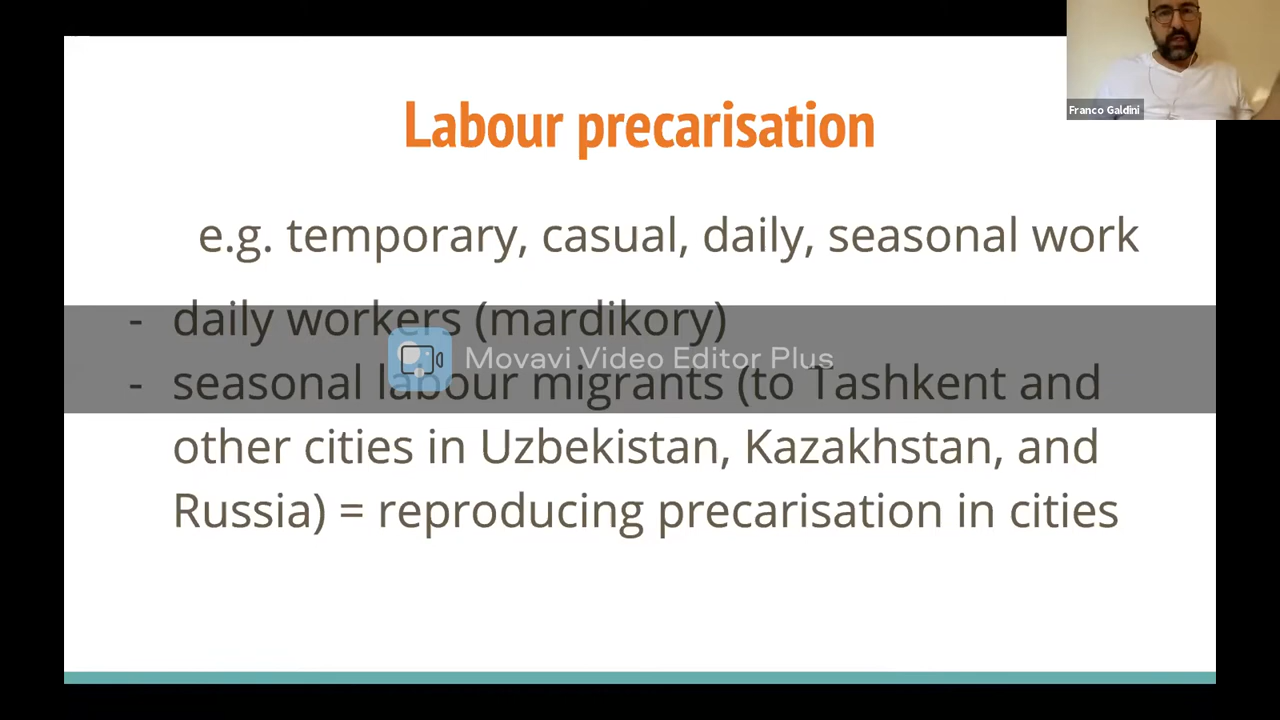 Franco Galdini
Labour precarisation
e.g. temporary, casual, daily, seasonal work
- daily workers (mardikory)
Movavi Video Editor Plus
- seasonal labour migrants (to Tashkent and
other cities in Uzbekistan, Kazakhstan, and
Russia) = reproducing precarisation in cities